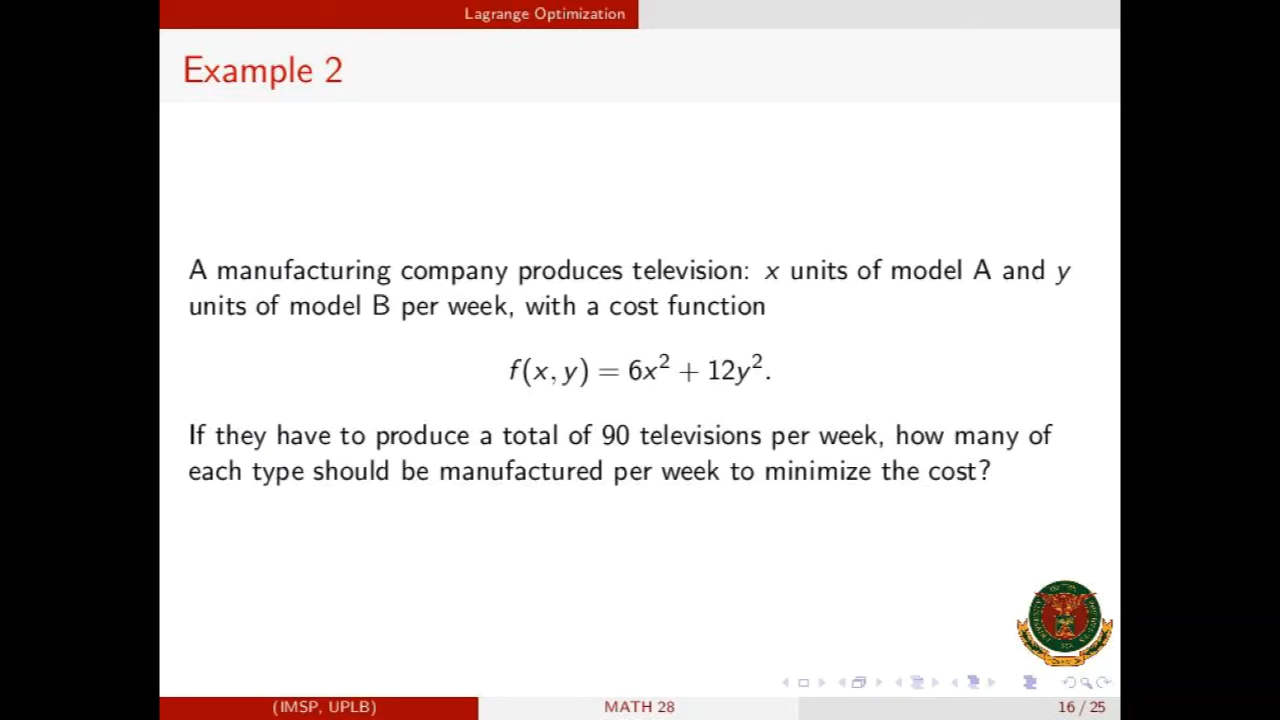 Lagrange Optimization
Example 2
A manufacturing company produces television: x units of model A and y
units of model B per week, with a cost function
f(x, y) = 6x² + 12y².
If they have to produce a total of 90 televisions per week, how many of
each type should be manufactured per week to minimize the cost?
(IMSP, UPLB)
MATH 28
16 / 25